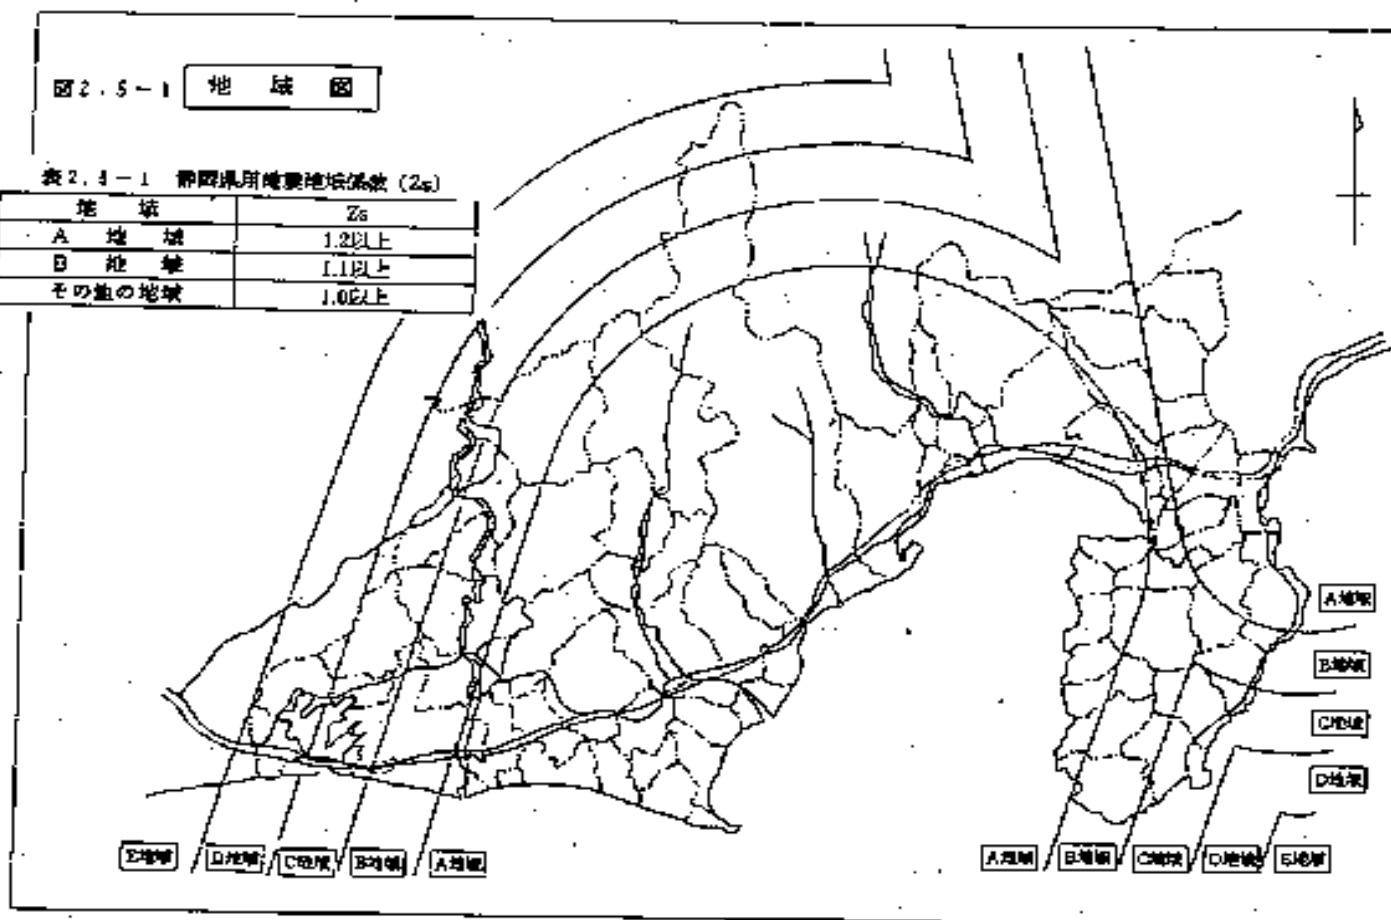 図2.5-1 地域図
表2.4-1 静岡県用地震地域係数(Zs)
地域 Zs
A地域 1.2以上
B地域 1.1以上
その他の地域 1.0以上
A地域
B地域
C地域
D地域
E地域 D地域 C地域 B地域 A地域
A地域 B地域 C地域 D地域 E地域